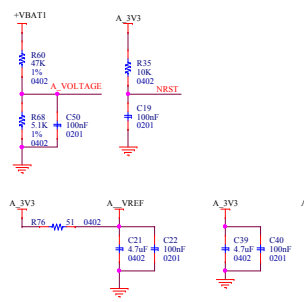 +VBAT1
A_3V3
R60
47K
1%
0402
R35
10K
0402
A_VOLTAGE
NRST
R68
5.1K
1%
0402
C50
100nF
0201
C19
100nF
0201
A_3V3
A_VREF
A_3V3
A
R76 51 0402
C21
4.7uF
0402
C22
100nF
0201
C39
4.7uF
0402
C40
100nF
0201